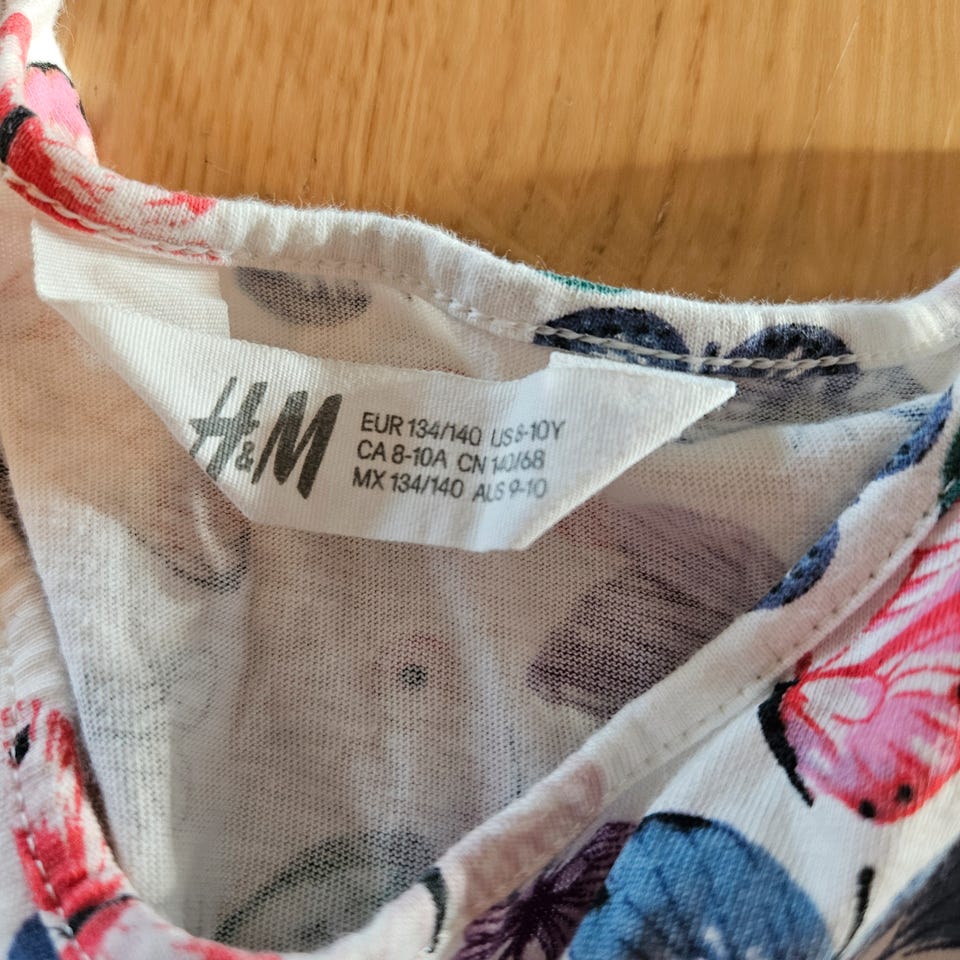 H&M
EUR 134/140 US 8-10Y
CA 8-10A CN 140/68
MX 134/140 AUS 9-10